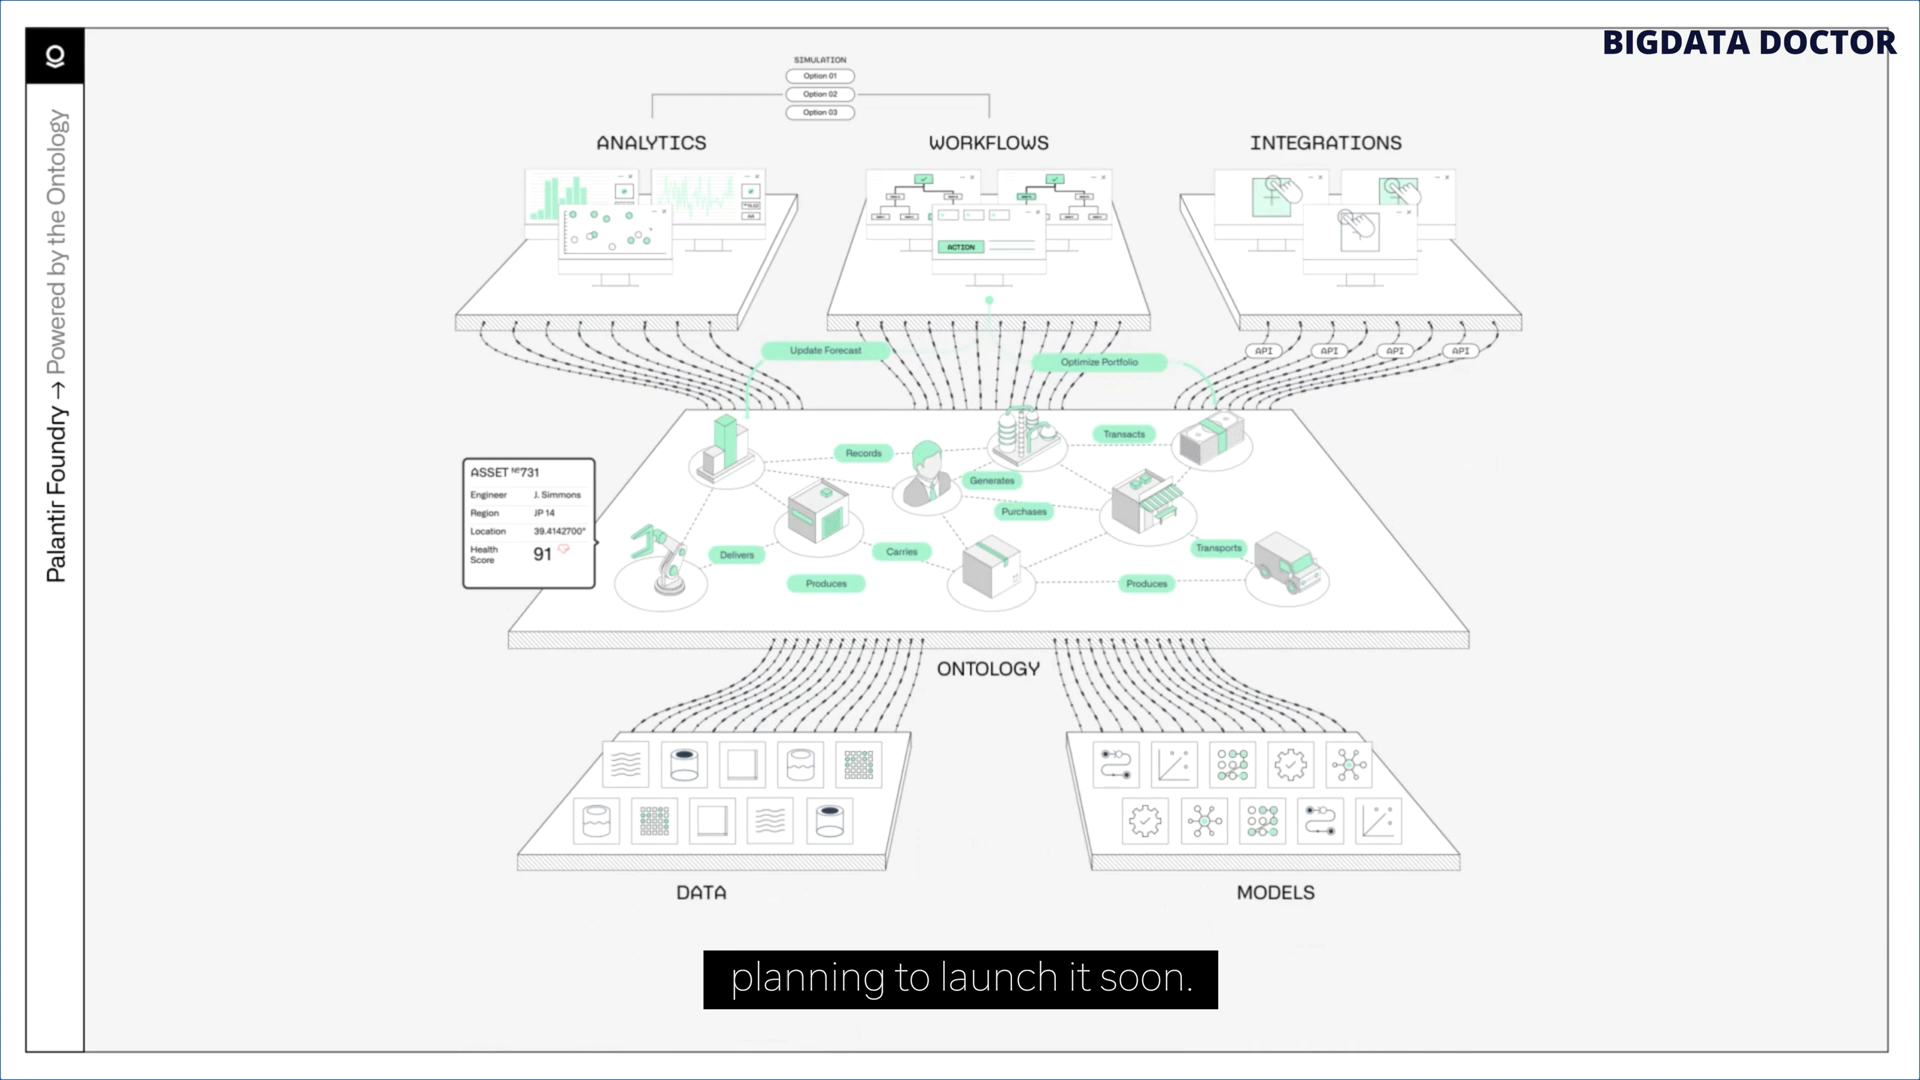 BIGDATA DOCTOR
Palantir Foundry → Powered by the Ontology
SIMULATION
Option 01
Option 02
Option 03
ANALYTICS
WORKFLOWS
INTEGRATIONS
ACTION
Update Forecast
Optimize Portfolio
API
API
API
API
Records
Transacts
Generates
Purchases
Delivers
Carries
Transports
Produces
Produces
ASSET Nº731
Engineer J. Simmons
Region JP 14
Location 39.4142700°
Health
Score 91
ONTOLOGY
DATA
MODELS
planning to launch it soon.